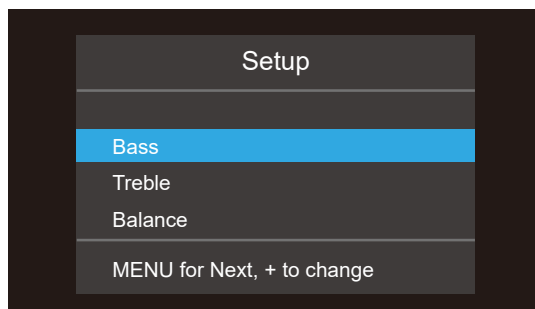 Setup
Bass
Treble
Balance
MENU for Next, + to change